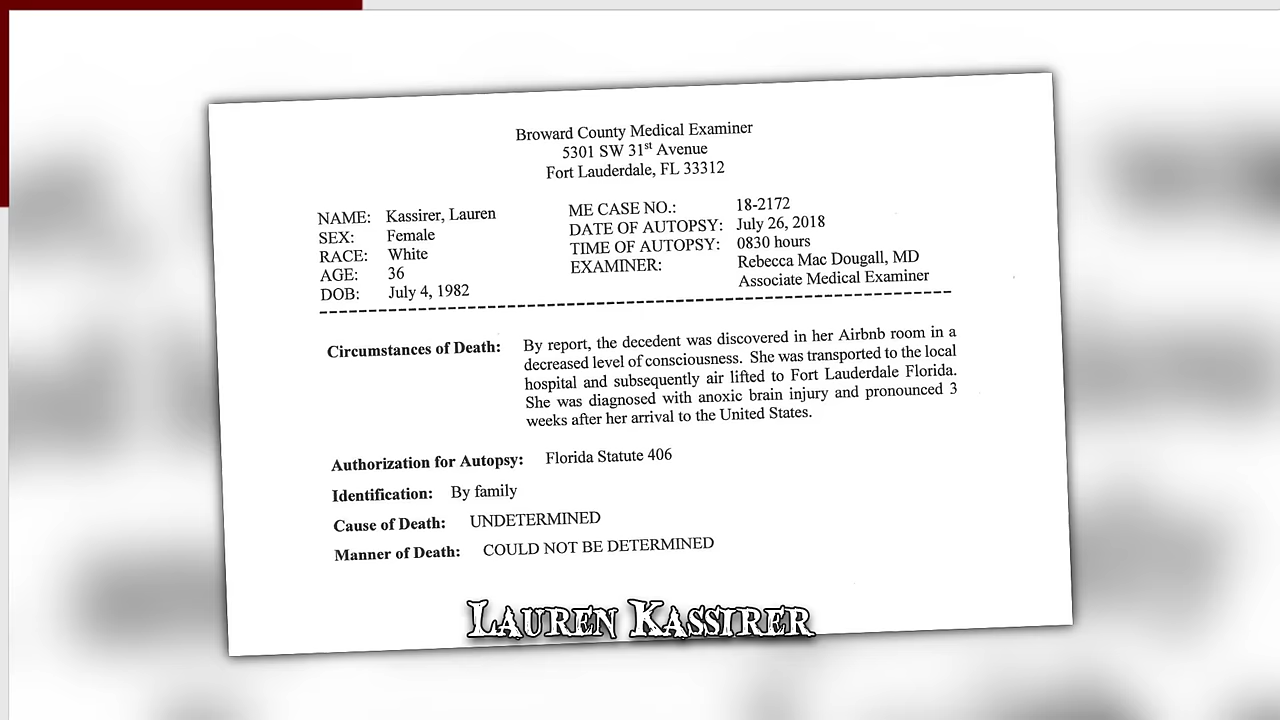 Broward County Medical Examiner
5301 SW 31st Avenue
Fort Lauderdale, FL 33312
NAME: Kassirer, Lauren
SEX: Female
RACE: White
AGE: 36
DOB: July 4, 1982
ME CASE NO.: 18-2172
DATE OF AUTOPSY: July 26, 2018
TIME OF AUTOPSY: 0830 hours
EXAMINER: Rebecca Mac Dougall, MD
Associate Medical Examiner
Circumstances of Death: By report, the decedent was discovered in her Airbnb room in a
decreased level of consciousness. She was transported to the local
hospital and subsequently air lifted to Fort Lauderdale Florida.
She was diagnosed with anoxic brain injury and pronounced 3
weeks after her arrival to the United States.
Authorization for Autopsy: Florida Statute 406
Identification: By family
Cause of Death: UNDETERMINED
Manner of Death: COULD NOT BE DETERMINED
LAUREN KASSIRER